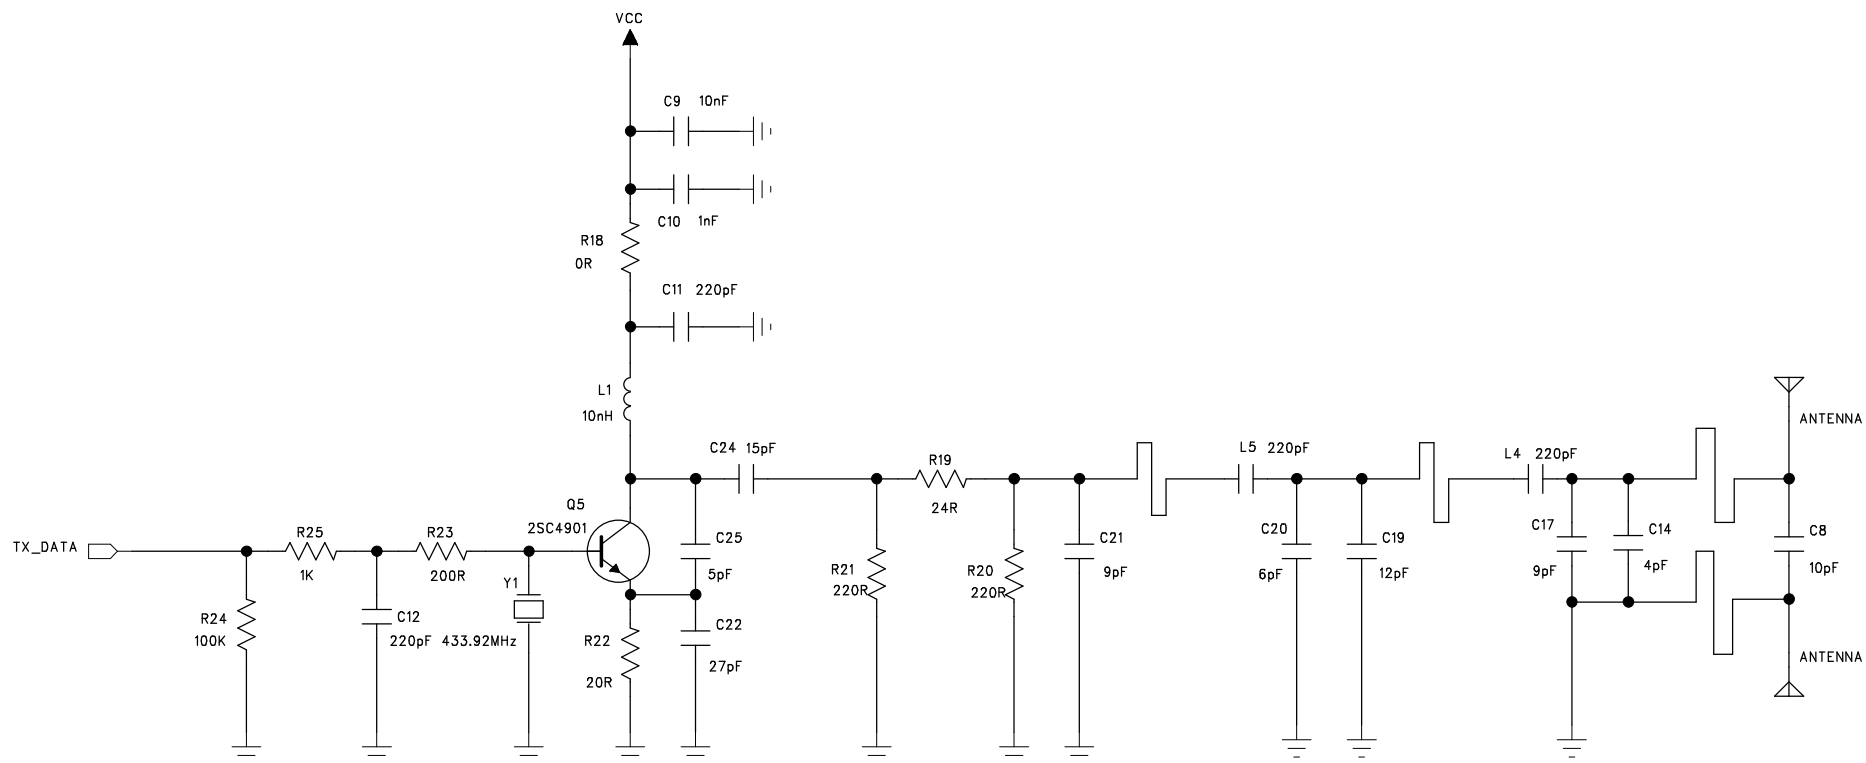 VCC
C9 10nF
C10 1nF
R18
0R
C11 220pF
L1
10nH
C24 15pF
R19
24R
L5 220pF
L4 220pF
ANTENNA
Q5
2SC4901
TX_DATA
R25
1K
R23
200R
Y1
433.92MHz
R24
100K
C12
220pF
C25
5pF
R22
20R
C22
27pF
R21
220R
R20
220R
C21
9pF
C20
6pF
C19
12pF
C17
9pF
C14
4pF
C8
10pF
ANTENNA